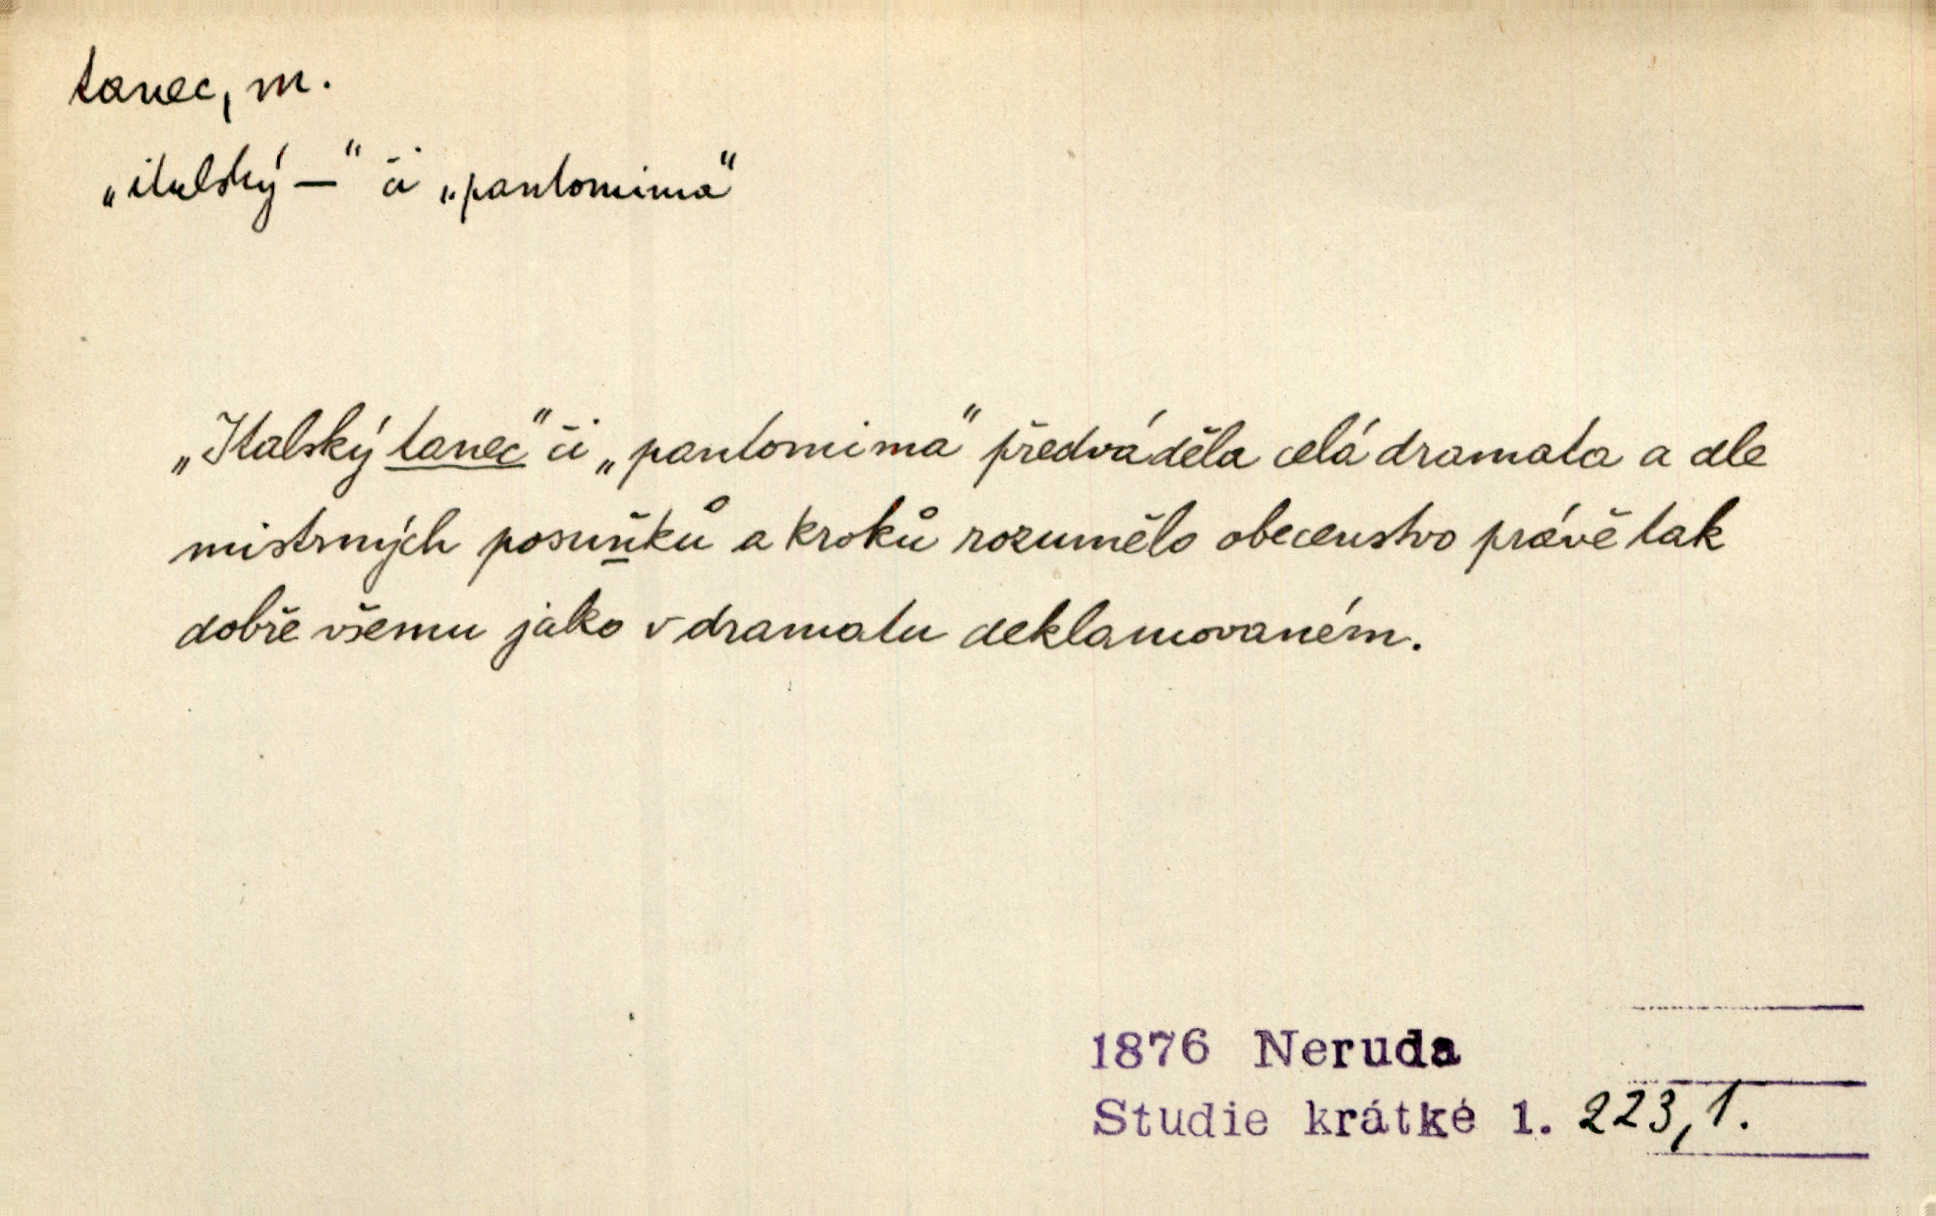 tanec, m.
„italský —“ či „pantomima“
„Italský tanec“ či „pantomima“ předváděla celá dramata a dle
mistrných posuňků a kroků rozumělo obecenstvo právě tak
dobře všemu jako v dramatu deklamovaném.
1876 Neruda
Studie krátké 1. 223,1.